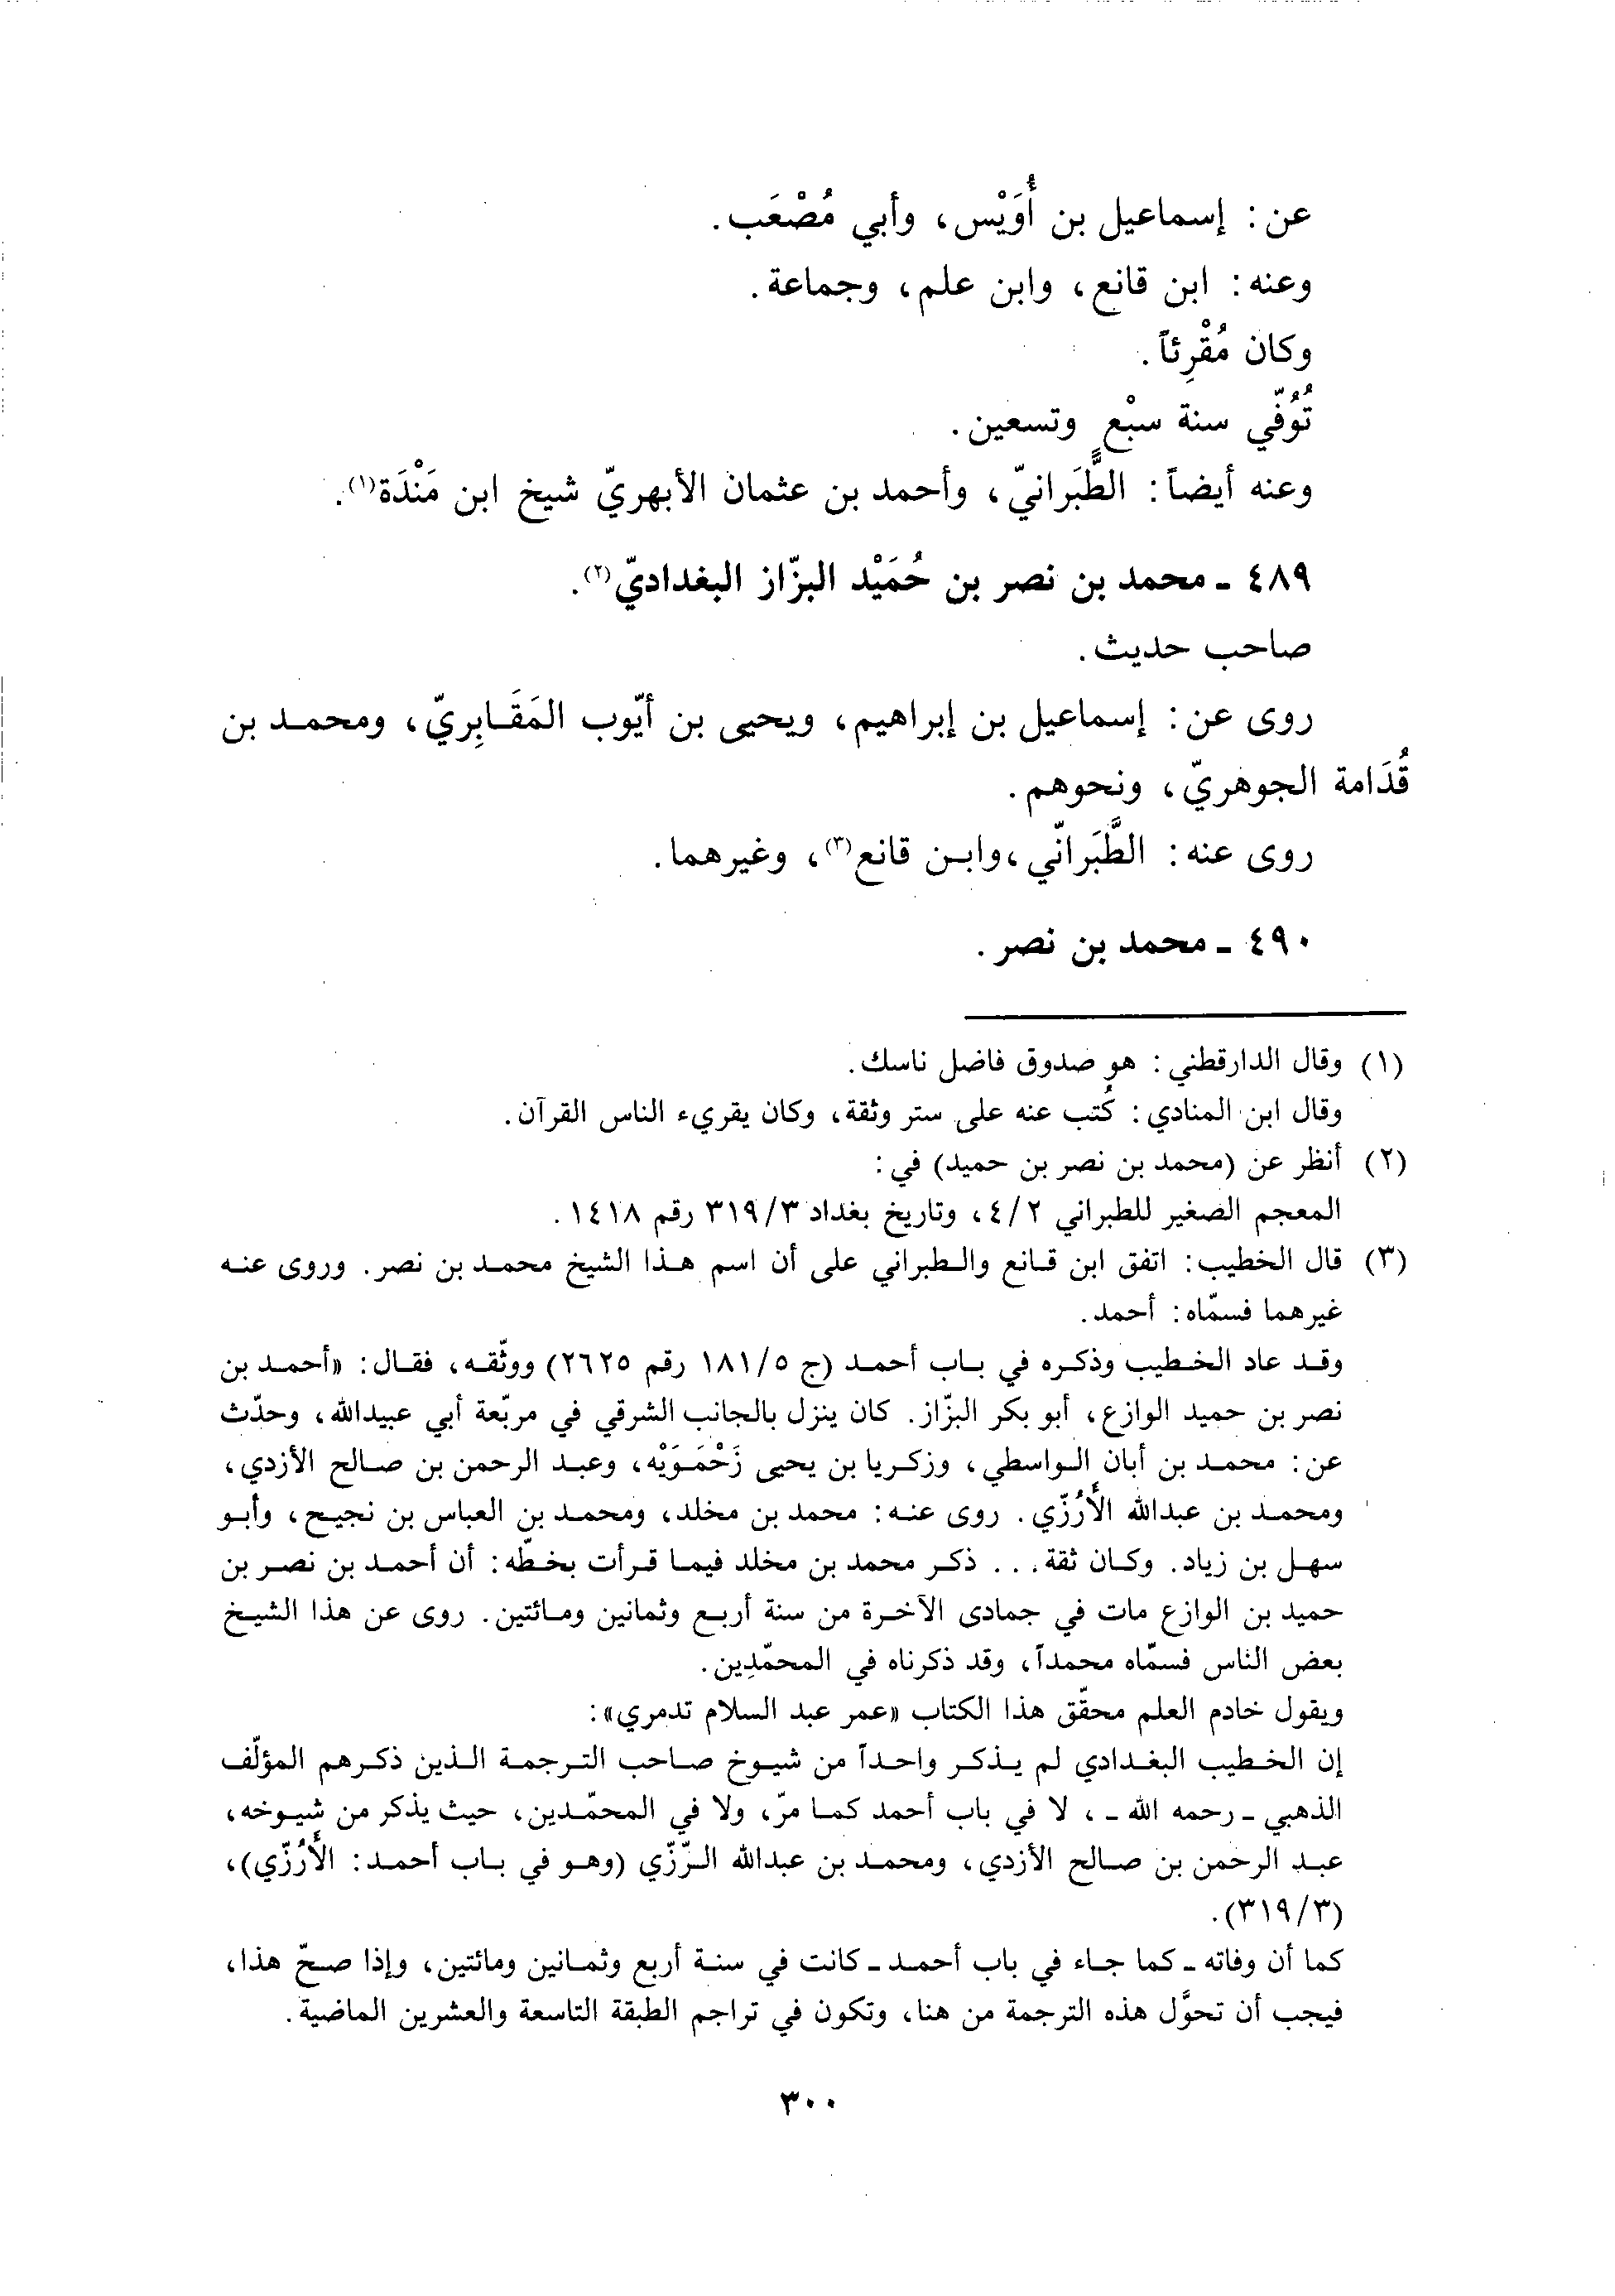 عن: إسماعيل بن أُوَيْس، وأبي مُصْعَب.
وعنه: ابن قانع، وابن علم، وجماعة.
وكان مُقْرِئاً.
تُوُفّي سنة سبْعٍ وتسعين.
وعنه أيضاً: الطَّبَرانيّ، وأحمد بن عثمان الأبهريّ شيخ ابن مَنْدَة(١).
٤٨٩ - محمد بن نصر بن حُمَيْد البزّاز البغداديّ(٢).
صاحب حديث.
روى عن: إسماعيل بن إبراهيم، ويحيى بن أيّوب المَقَابِريّ، ومحمد بن
قُدَامة الجوهريّ، ونحوهم.
روى عنه: الطَّبَرانّي، وابن قانع(٣)، وغيرهما.
٤٩٠ - محمد بن نصر.
(١) وقال الدارقطني: هو صدوق فاضل ناسك.
وقال ابن المنادي: كُتب عنه على ستر وثقة، وكان يقريء الناس القرآن.
(٢) أنظر عن (محمد بن نصر بن حميد) في:
المعجم الصغير للطبراني ٤/٢، وتاريخ بغداد ٣١٩/٣ رقم ١٤١٨.
(٣) قال الخطيب: اتفق ابن قانع والطبراني على أن اسم هذا الشيخ محمد بن نصر. وروى عنه
غيرهما فسمّاه: أحمد.
وقد عاد الخطيب وذكره في باب أحمد (ج ١٨١/٥ رقم ٢٦٢٥) ووثّقه، فقال: «أحمد بن
نصر بن حميد الوازع، أبو بكر البزّاز. كان ينزل بالجانب الشرقي في مربّعة أبي عبيدالله، وحدّث
عن: محمد بن أبان الواسطي، وزكريا بن يحيى زَحْمَوَيْه، وعبد الرحمن بن صالح الأزدي،
ومحمد بن عبدالله الأَرُزّي. روى عنه: محمد بن مخلد، ومحمد بن العباس بن نجيح، وأبو
سهل بن زياد. وكان ثقة... ذكر محمد بن مخلد فيما قرأت بخطّه: أن أحمد بن نصر بن
حميد بن الوازع مات في جمادى الآخرة من سنة أربع وثمانين ومائتين. روى عن هذا الشيخ
بعض الناس فسمّاه محمداً، وقد ذكرناه في المحمّدِين.
ويقول خادم العلم محقّق هذا الكتاب «عمر عبد السلام تدمري»:
إن الخطيب البغدادي لم يذكر واحداً من شيوخ صاحب الترجمة الذين ذكرهم المؤلّف
الذهبي - رحمه الله -، لا في باب أحمد كما مرّ، ولا في المحمّدين، حيث يذكر من شيوخه،
عبد الرحمن بن صالح الأزدي، ومحمد بن عبدالله الرّزّي (وهو في باب أحمد: الأَرُزّي)،
(٣١٩/٣).
كما أن وفاته - كما جاء في باب أحمد - كانت في سنة أربع وثمانين ومائتين، وإذا صحّ هذا،
فيجب أن تحوَّل هذه الترجمة من هنا، وتكون في تراجم الطبقة التاسعة والعشرين الماضية.
٣٠٠